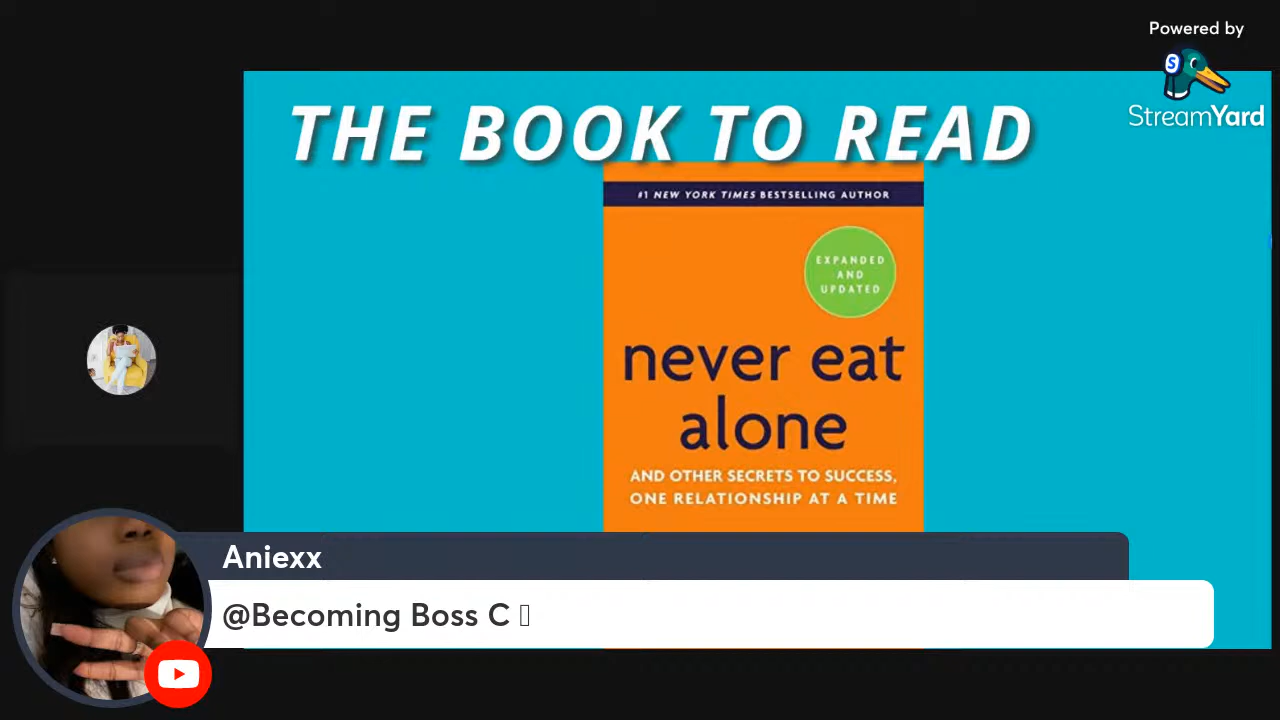 Powered by
StreamYard
THE BOOK TO READ
#1 NEW YORK TIMES BESTSELLING AUTHOR
EXPANDED
AND
UPDATED
never eat
alone
AND OTHER SECRETS TO SUCCESS,
ONE RELATIONSHIP AT A TIME
Aniexx
@Becoming Boss C